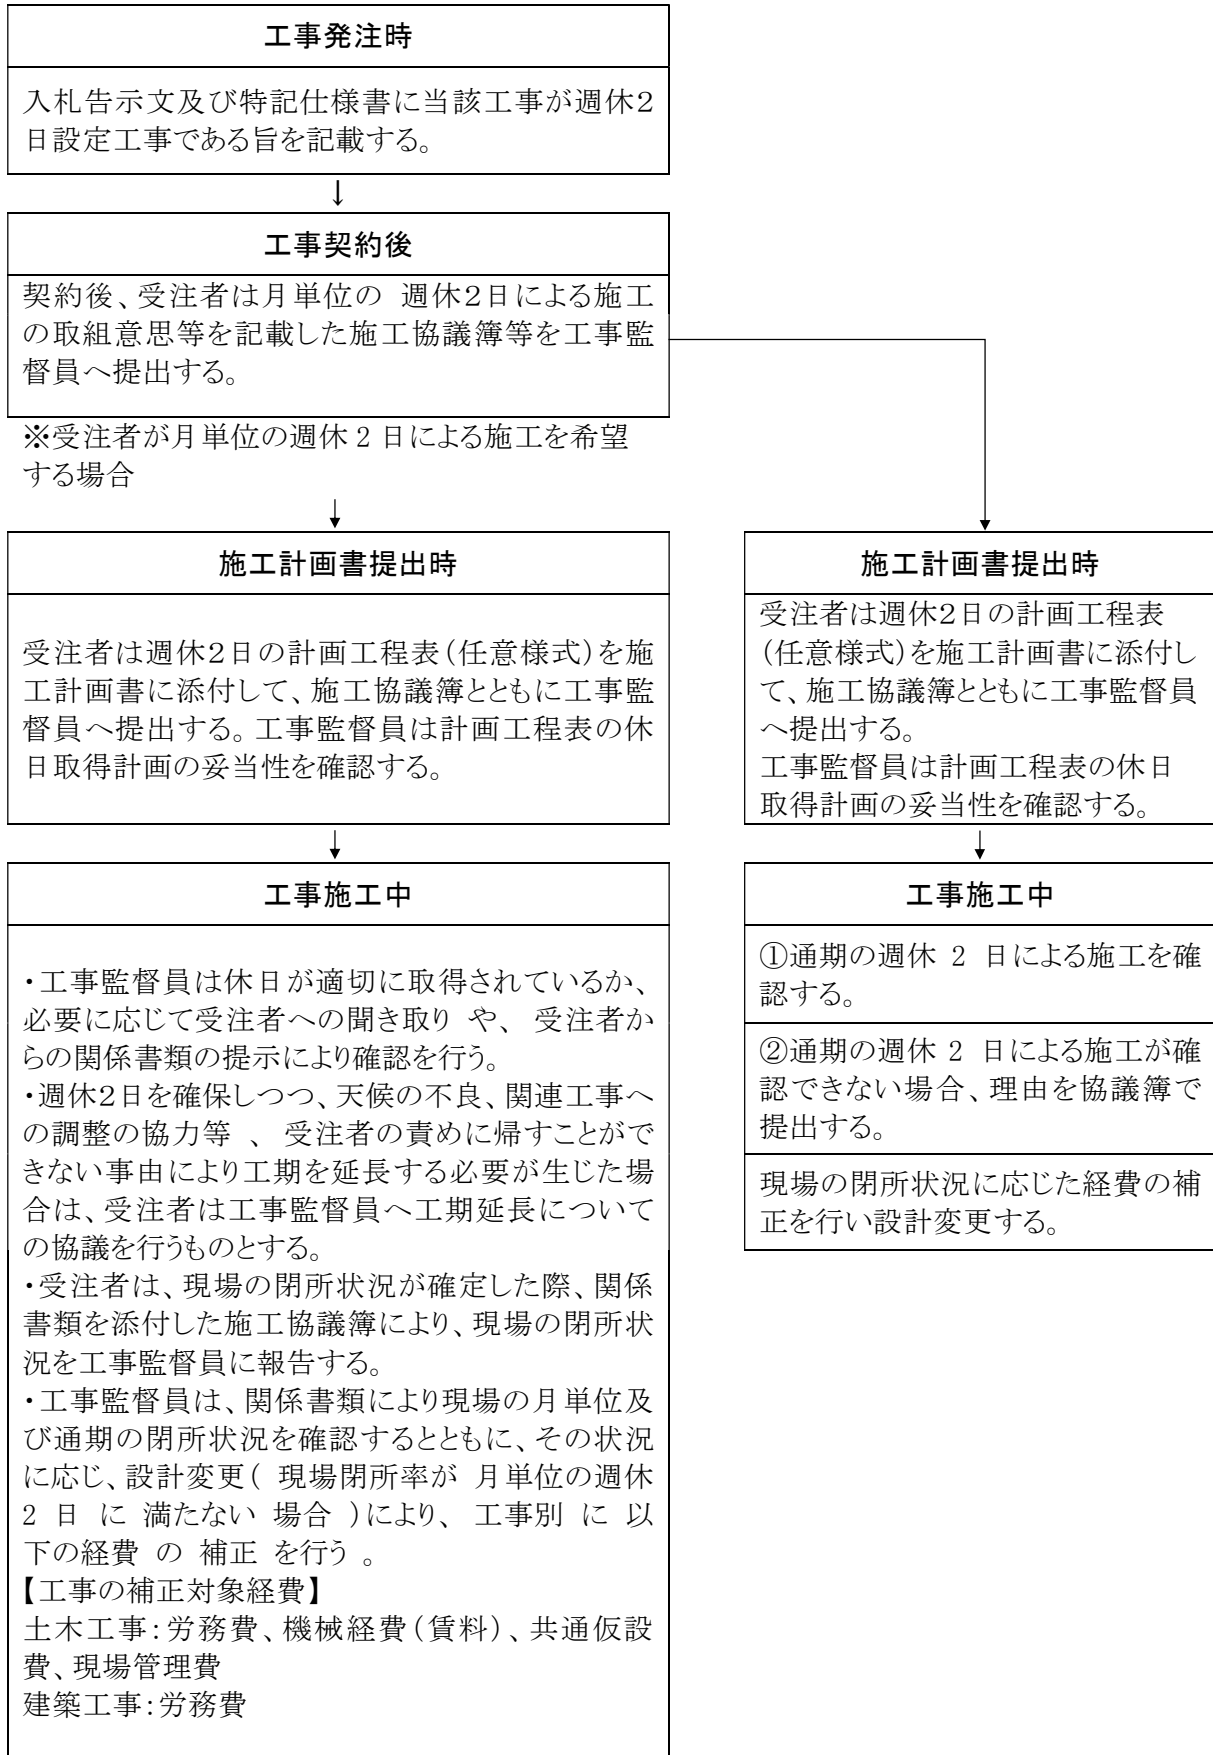 工事発注時
入札告示文及び特記仕様書に当該工事が週休2
日設定工事である旨を記載する。
↓
工事契約後
契約後、受注者は月単位の 週休2日による施工
の取組意思等を記載した施工協議簿等を工事監
督員へ提出する。
※受注者が月単位の週休 2 日による施工を希望
する場合
施工計画書提出時
受注者は週休2日の計画工程表(任意様式)を施
工計画書に添付して、施工協議簿とともに工事監
督員へ提出する。工事監督員は計画工程表の休
日取得計画の妥当性を確認する。
施工計画書提出時
受注者は週休2日の計画工程表
(任意様式)を施工計画書に添付し
て、施工協議簿とともに工事監督員
へ提出する。
工事監督員は計画工程表の休日
取得計画の妥当性を確認する。
工事施工中
・工事監督員は休日が適切に取得されているか、
必要に応じて受注者への聞き取り や、 受注者か
らの関係書類の提示により確認を行う。
・週休2日を確保しつつ、天候の不良、関連工事へ
の調整の協力等 、 受注者の責めに帰すことがで
きない事由により工期を延長する必要が生じた場
合は、受注者は工事監督員へ工期延長について
の協議を行うものとする。
・受注者は、現場の閉所状況が確定した際、関係
書類を添付した施工協議簿により、現場の閉所状
況を工事監督員に報告する。
・工事監督員は、関係書類により現場の月単位及
び通期の閉所状況を確認するとともに、その状況
に応じ、設計変更( 現場閉所率が 月単位の週休
2 日 に 満たない 場合 )により、 工事別 に 以
下の経費 の 補正 を行う 。
【工事の補正対象経費】
土木工事:労務費、機械経費(賃料)、共通仮設
費、現場管理費
建築工事:労務費
工事施工中
①通期の週休 2 日による施工を確
認する。
②通期の週休 2 日による施工が確
認できない場合、理由を協議簿で
提出する。
現場の閉所状況に応じた経費の補
正を行い設計変更する。